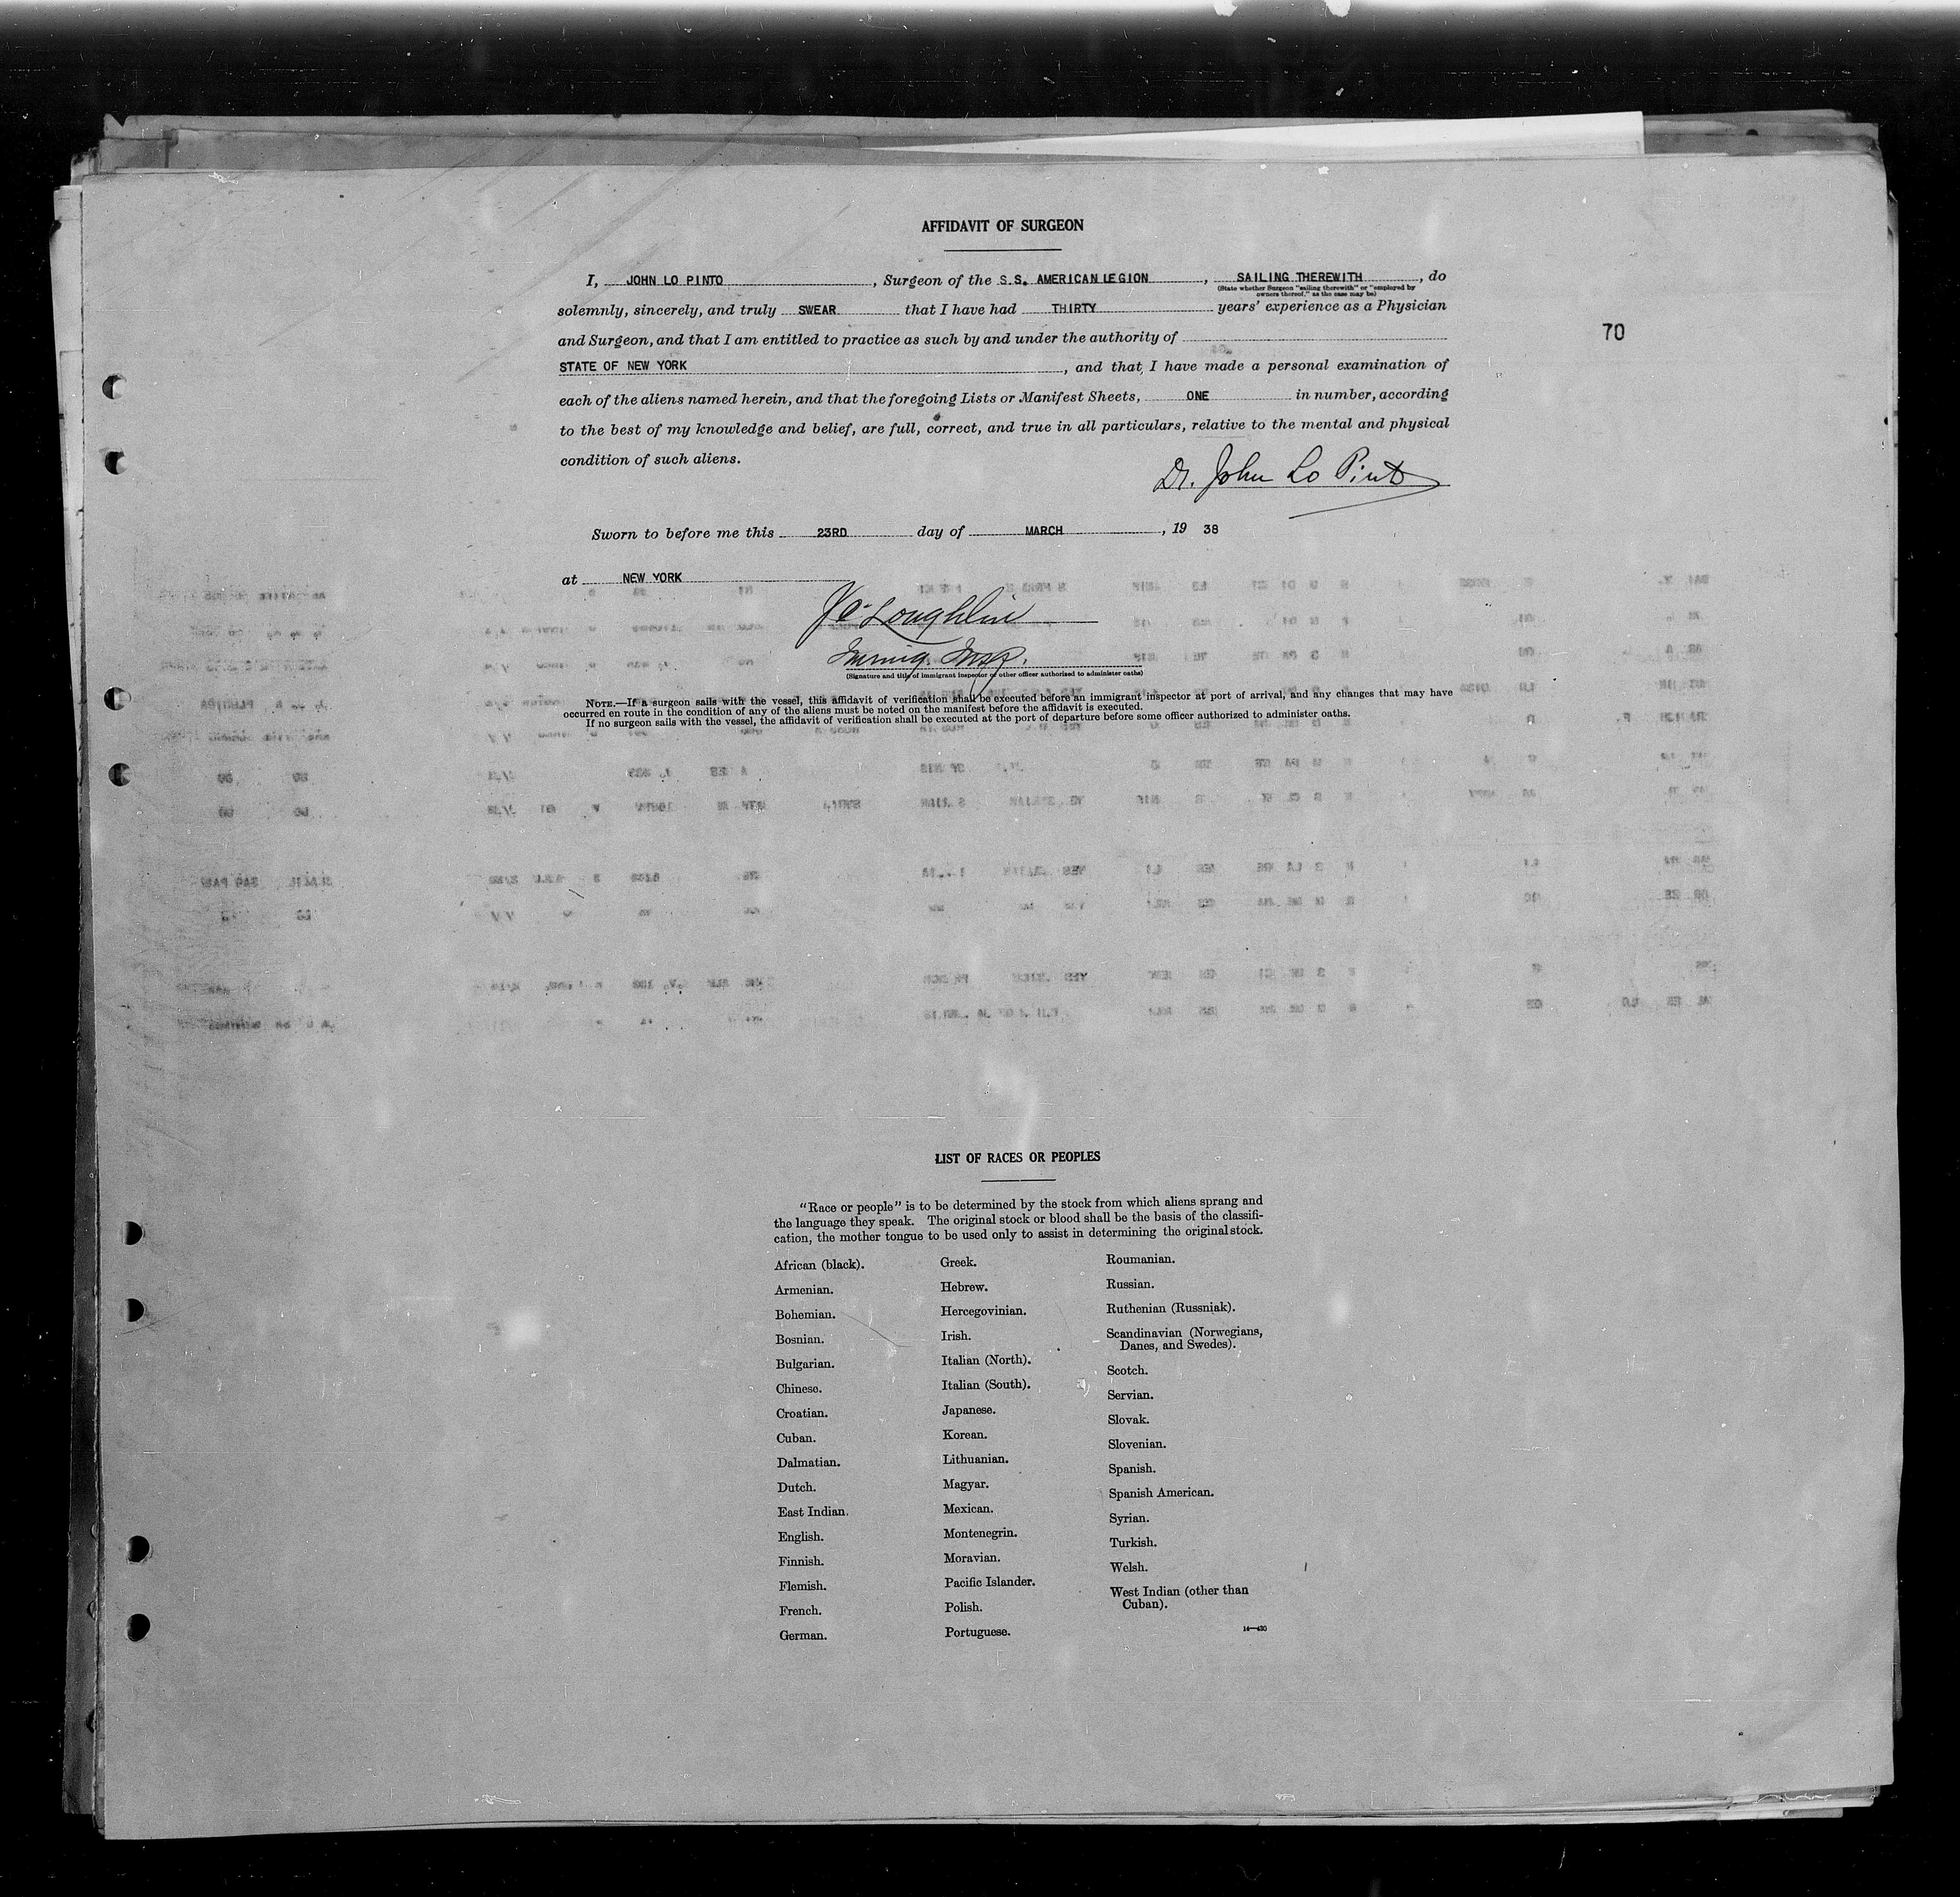 AFFIDAVIT OF SURGEON
I, JOHN LO PINTO, Surgeon of the S.S. AMERICAN LEGION, SAILING THEREWITH, do
(State whether Surgeon "sailing therewith" or "employed by
owners thereof," as the case may be)
solemnly, sincerely, and truly SWEAR that I have had THIRTY years' experience as a Physician
70
and Surgeon, and that I am entitled to practice as such by and under the authority of
STATE OF NEW YORK, and that I have made a personal examination of
each of the aliens named herein, and that the foregoing Lists or Manifest Sheets, ONE in number, according
to the best of my knowledge and belief, are full, correct, and true in all particulars, relative to the mental and physical
condition of such aliens.
Dr. John Lo Pinto
Sworn to before me this 23RD day of MARCH, 19 38
at NEW YORK
Loughlin
Immig. Insp.
(Signature and title of immigrant inspector or other officer authorized to administer oaths)
NOTE.—If a surgeon sails with the vessel, this affidavit of verification shall be executed before an immigrant inspector at port of arrival, and any changes that may have
occurred en route in the condition of any of the aliens must be noted on the manifest before the affidavit is executed.
If no surgeon sails with the vessel, the affidavit of verification shall be executed at the port of departure before some officer authorized to administer oaths.
LIST OF RACES OR PEOPLES
"Race or people" is to be determined by the stock from which aliens sprang and
the language they speak. The original stock or blood shall be the basis of the classifi-
cation, the mother tongue to be used only to assist in determining the original stock.
African (black).
Armenian.
Bohemian.
Bosnian.
Bulgarian.
Chinese.
Croatian.
Cuban.
Dalmatian.
Dutch.
East Indian.
English.
Finnish.
Flemish.
French.
German.
Greek.
Hebrew.
Hercegovinian.
Irish.
Italian (North).
Italian (South).
Japanese.
Korean.
Lithuanian.
Magyar.
Mexican.
Montenegrin.
Moravian.
Pacific Islander.
Polish.
Portuguese.
Roumanian.
Russian.
Ruthenian (Russniak).
Scandinavian (Norwegians,
Danes, and Swedes).
Scotch.
Servian.
Slovak.
Slovenian.
Spanish.
Spanish American.
Syrian.
Turkish.
Welsh.
West Indian (other than
Cuban).
14—430